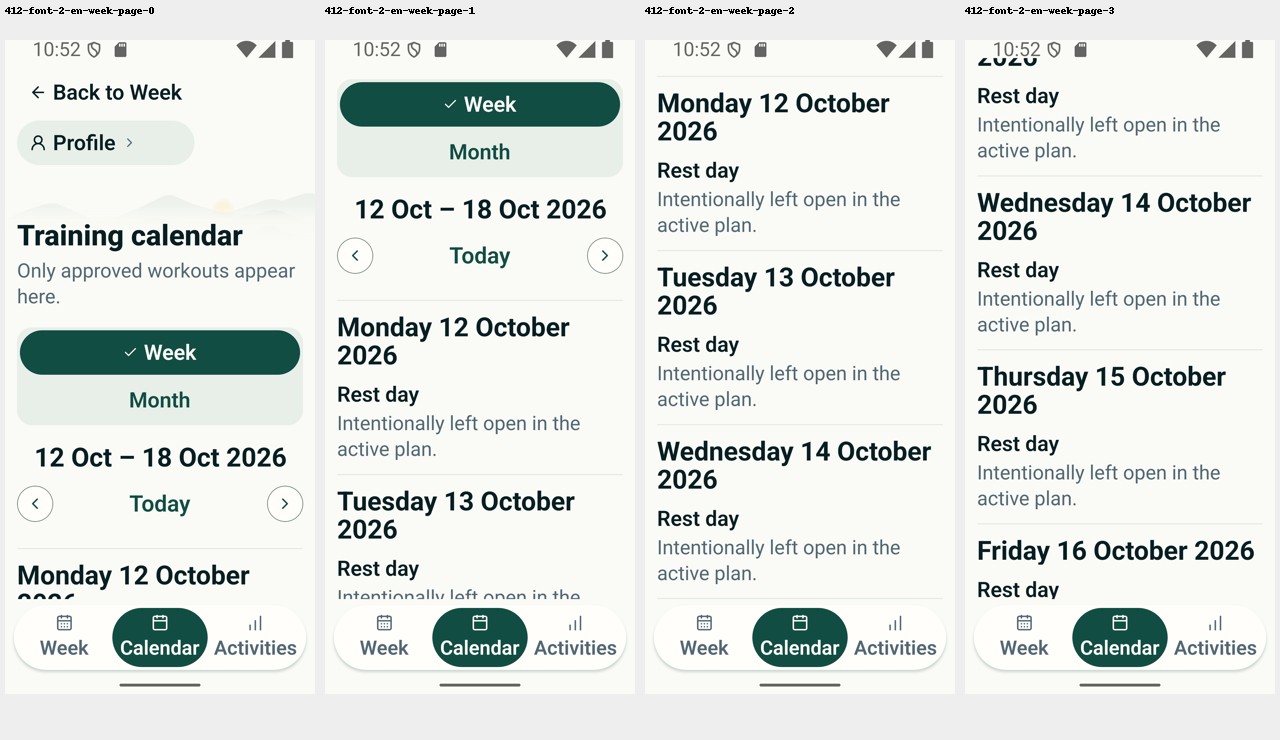 412-font-2-en-week-page-0
10:52
Back to Week
Profile
Training calendar
Only approved workouts appear
here.
Week
Month
12 Oct – 18 Oct 2026
Today
Monday 12 October
2026
Week
Calendar
Activities
412-font-2-en-week-page-1
10:52
Week
Month
12 Oct – 18 Oct 2026
Today
Monday 12 October
2026
Rest day
Intentionally left open in the
active plan.
Tuesday 13 October
2026
Rest day
Intentionally left open in the
Week
Calendar
Activities
412-font-2-en-week-page-2
10:52
Monday 12 October
2026
Rest day
Intentionally left open in the
active plan.
Tuesday 13 October
2026
Rest day
Intentionally left open in the
active plan.
Wednesday 14 October
2026
Rest day
Intentionally left open in the
active plan.
Week
Calendar
Activities
412-font-2-en-week-page-3
10:52
2026
Rest day
Intentionally left open in the
active plan.
Wednesday 14 October
2026
Rest day
Intentionally left open in the
active plan.
Thursday 15 October
2026
Rest day
Intentionally left open in the
active plan.
Friday 16 October 2026
Rest day
Week
Calendar
Activities